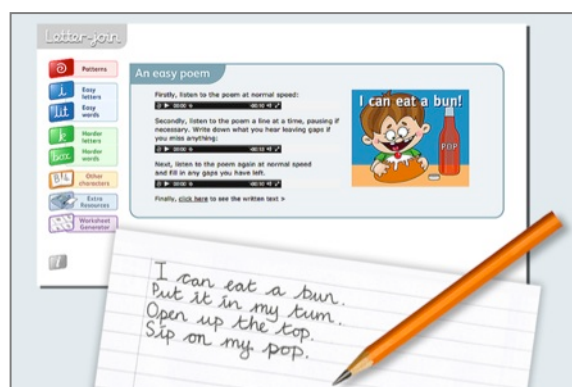 Letter-join
Patterns
Easy
letters
Easy
words
Harder
letters
Harder
words
Other
characters
Extra
Resources
Worksheet
Generator
An easy poem
Firstly, listen to the poem at normal speed:
Secondly, listen to the poem a line at a time, pausing if
necessary. Write down what you hear leaving gaps if
you miss anything:
Next, listen to the poem again at normal speed
and fill in any gaps you have left.
Finally, click here to see the written text >
I can eat a bun!
POP
I can eat a bun.
Put it in my tum.
Open up the top.
Sip on my pop.